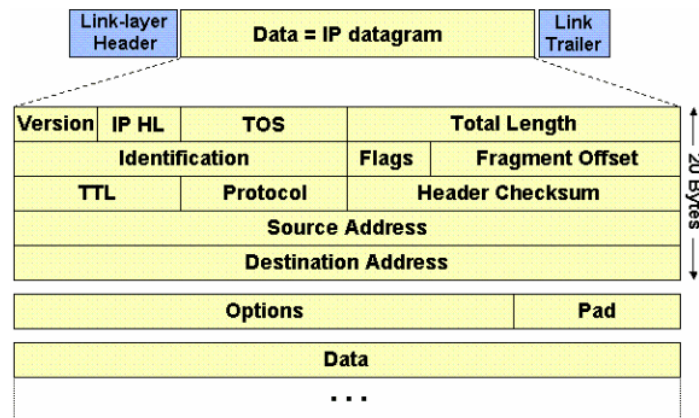 Link-layer Header Data = IP datagram Link Trailer
Version IP HL TOS Total Length
Identification Flags Fragment Offset
TTL Protocol Header Checksum
Source Address
Destination Address
20 Bytes
Options Pad
Data
. . .